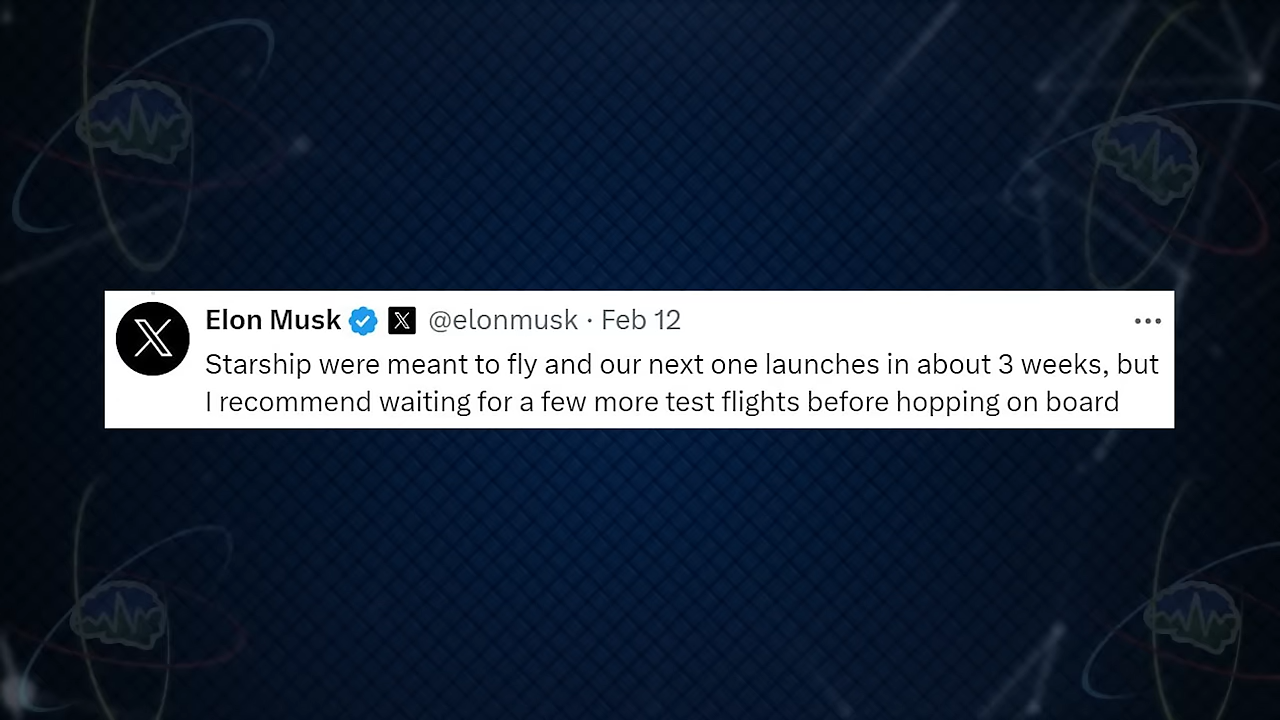 Elon Musk @elonmusk · Feb 12
Starship were meant to fly and our next one launches in about 3 weeks, but
I recommend waiting for a few more test flights before hopping on board